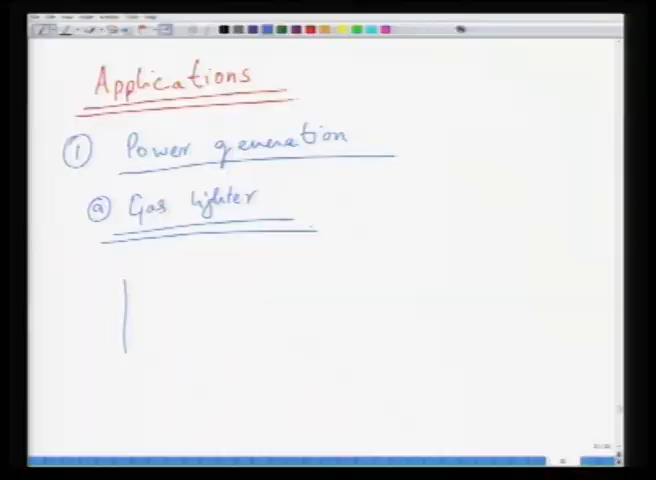 Applications
① Power generation
ⓐ Gas lighter